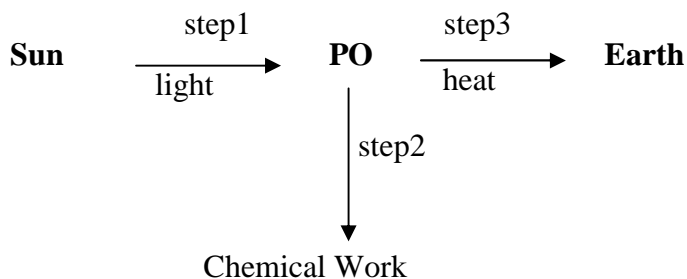 step1 step3
Sun PO Earth
light heat
step2
Chemical Work